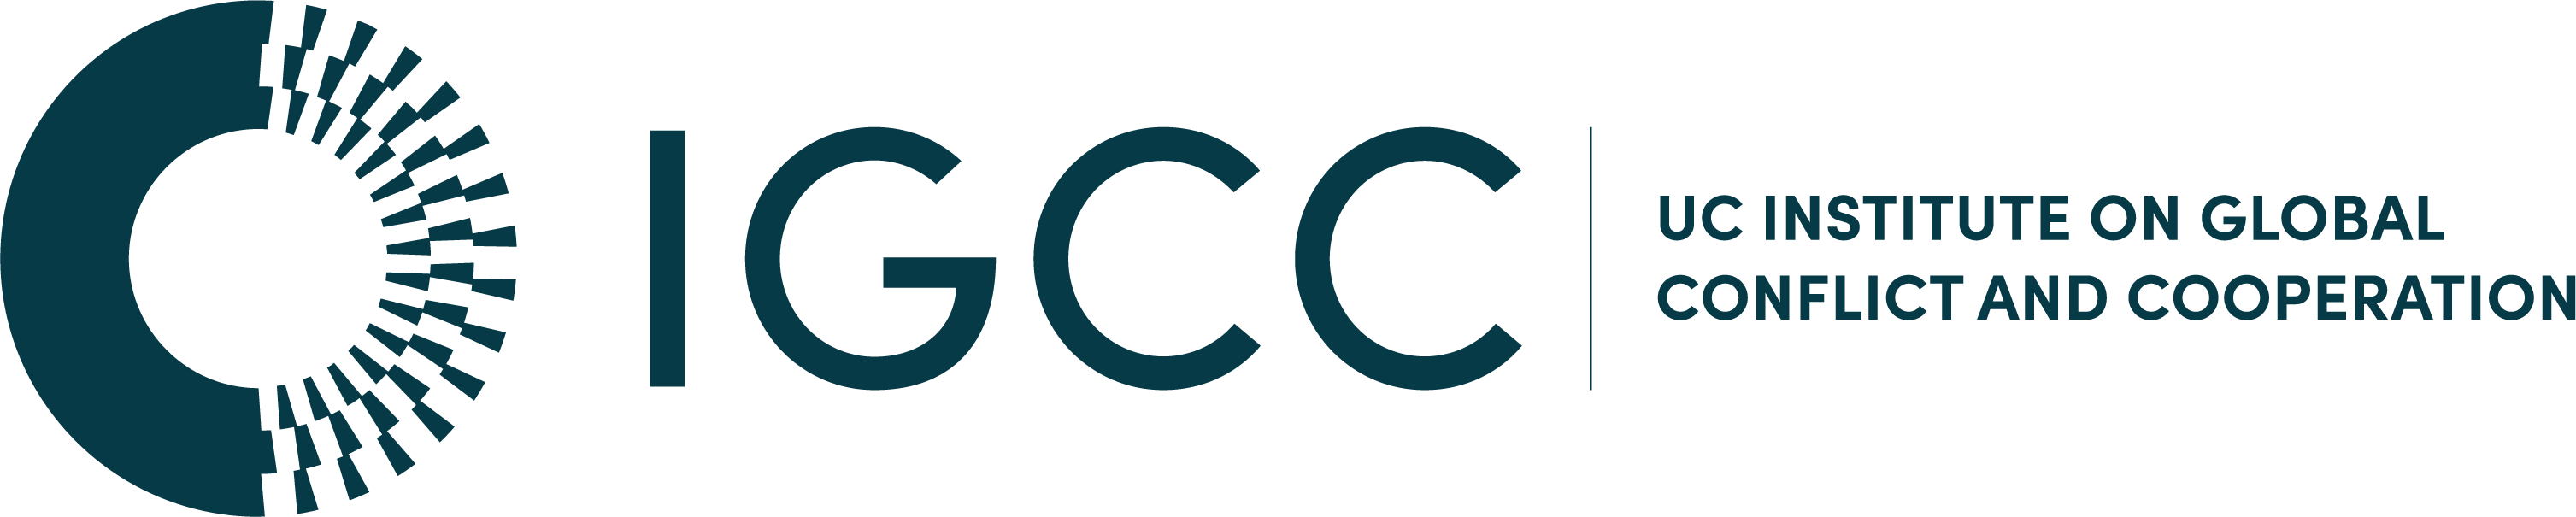 IGCC
UC INSTITUTE ON GLOBAL
CONFLICT AND COOPERATION